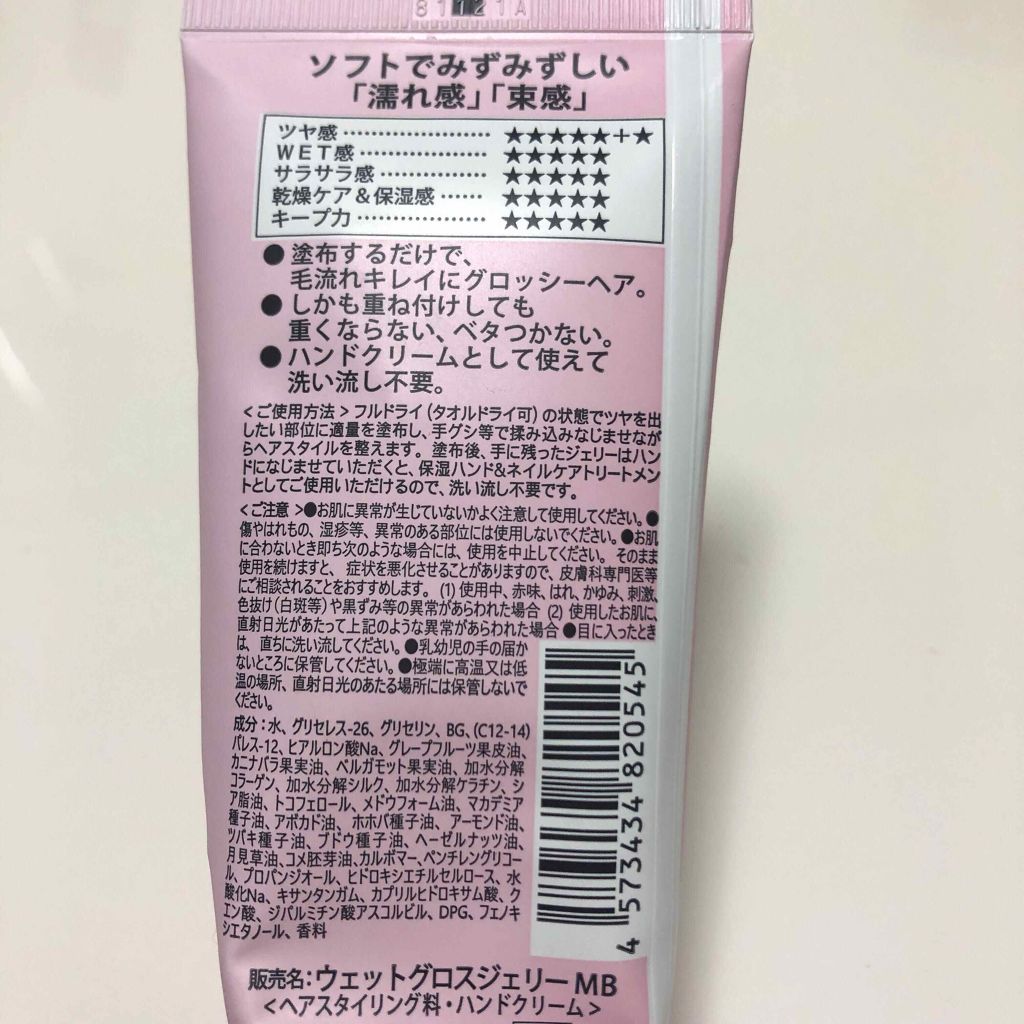 81121A
ソフトでみずみずしい
「濡れ感」「束感」
ツヤ感 ······················ ★★★★★+★
WET感 ··················· ★★★★★
サラサラ感 ················ ★★★★★
乾燥ケア&保湿感 ······ ★★★★★
キープ力 ··················· ★★★★★
● 塗布するだけで、
毛流れキレイにグロッシーヘア。
● しかも重ね付けしても
重くならない、ベタつかない。
● ハンドクリームとして使えて
洗い流し不要。
<ご使用方法> フルドライ (タオルドライ可) の状態でツヤを出
したい部位に適量を塗布し、手グシ等で揉み込みなじませなが
らヘアスタイルを整えます。塗布後、手に残ったジェリーはハン
ドになじませていただくと、保湿ハンド&ネイルケアトリートメン
トとしてご使用いただけるので、洗い流し不要です。
<ご注意>●お肌に異常が生じていないかよく注意して使用してください。●
傷やはれもの、湿疹等、異常のある部位には使用しないでください。●お肌
に合わないとき即ち次のような場合には、使用を中止してください。そのまま
使用を続けますと、症状を悪化させることがありますので、皮膚科専門医等
にご相談されることをおすすめします。(1) 使用中、赤味、はれ、かゆみ、刺激、
色抜け(白斑等)や黒ずみ等の異常があらわれた場合 (2) 使用したお肌に、
直射日光があたって上記のような異常があらわれた場合 ●目に入ったとき
は、直ちに洗い流してください。●乳幼児の手の届か
ないところに保管してください。●極端に高温又は低
温の場所、直射日光のあたる場所には保管しないで
ください。
成分:水、グリセレス-26、グリセリン、BG、(C12-14)
パレス-12、ヒアルロン酸Na、グレープフルーツ果皮油、
カニナバラ果実油、ベルガモット果実油、加水分解
コラーゲン、加水分解シルク、加水分解ケラチン、シ
ア脂油、トコフェロール、メドウフォーム油、マカデミア
種子油、アボカド油、ホホバ種子油、アーモンド油、
ツバキ種子油、ブドウ種子油、ヘーゼルナッツ油、
月見草油、コメ胚芽油、カルボマー、ペンチレングリコー
ル、プロパンジオール、ヒドロキシエチルセルロース、水
酸化Na、キサンタンガム、カプリルヒドロキサム酸、ク
エン酸、ジパルミチン酸アスコルビル、DPG、フェノキ
シエタノール、香料
4 573434 820545
販売名:ウェットグロスジェリー MB
<ヘアスタイリング料・ハンドクリーム>